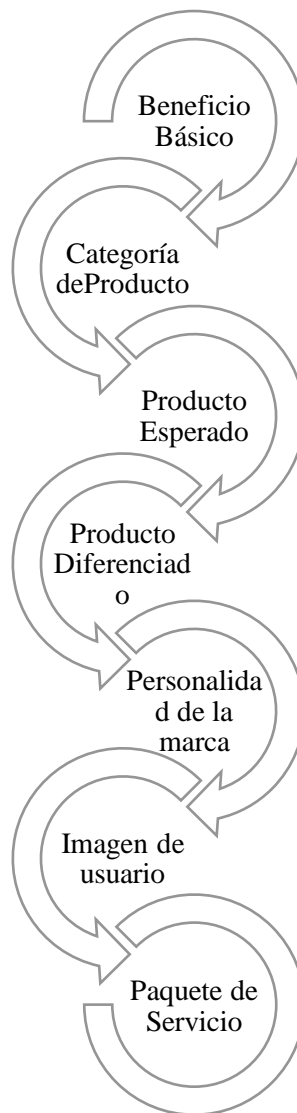 Beneficio
Básico
Categoría
deProducto
Producto
Esperado
Producto
Diferenciad
o
Personalida
d de la
marca
Imagen de
usuario
Paquete de
Servicio